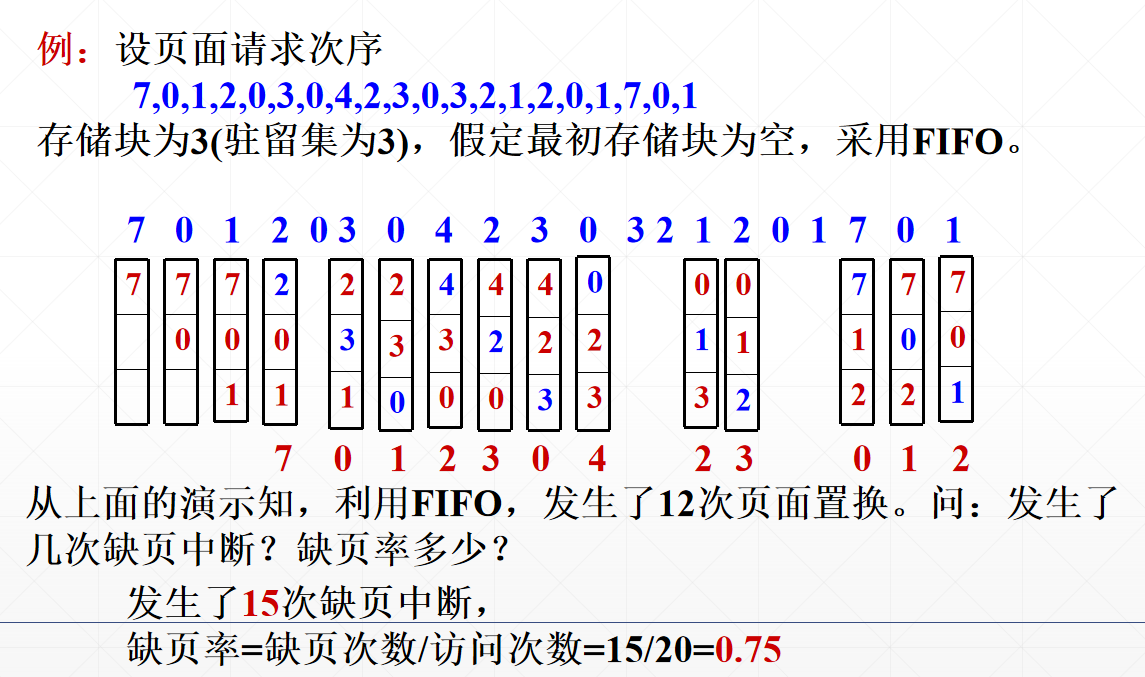 例：设页面请求次序
7,0,1,2,0,3,0,4,2,3,0,3,2,1,2,0,1,7,0,1
存储块为3(驻留集为3)，假定最初存储块为空，采用FIFO。
7 0 1 2 0 3 0 4 2 3 0 3 2 1 2 0 1 7 0 1
7 7 7 2 2 2 4 4 4 0 0 0 7 7 7
0 0 0 3 3 3 2 2 2 1 1 1 0 0
1 1 1 0 0 0 3 3 3 2 2 2 1
7 0 1 2 3 0 4 2 3 0 1 2
从上面的演示知，利用FIFO，发生了12次页面置换。问：发生了
几次缺页中断？缺页率多少？
发生了15次缺页中断，
缺页率=缺页次数/访问次数=15/20=0.75